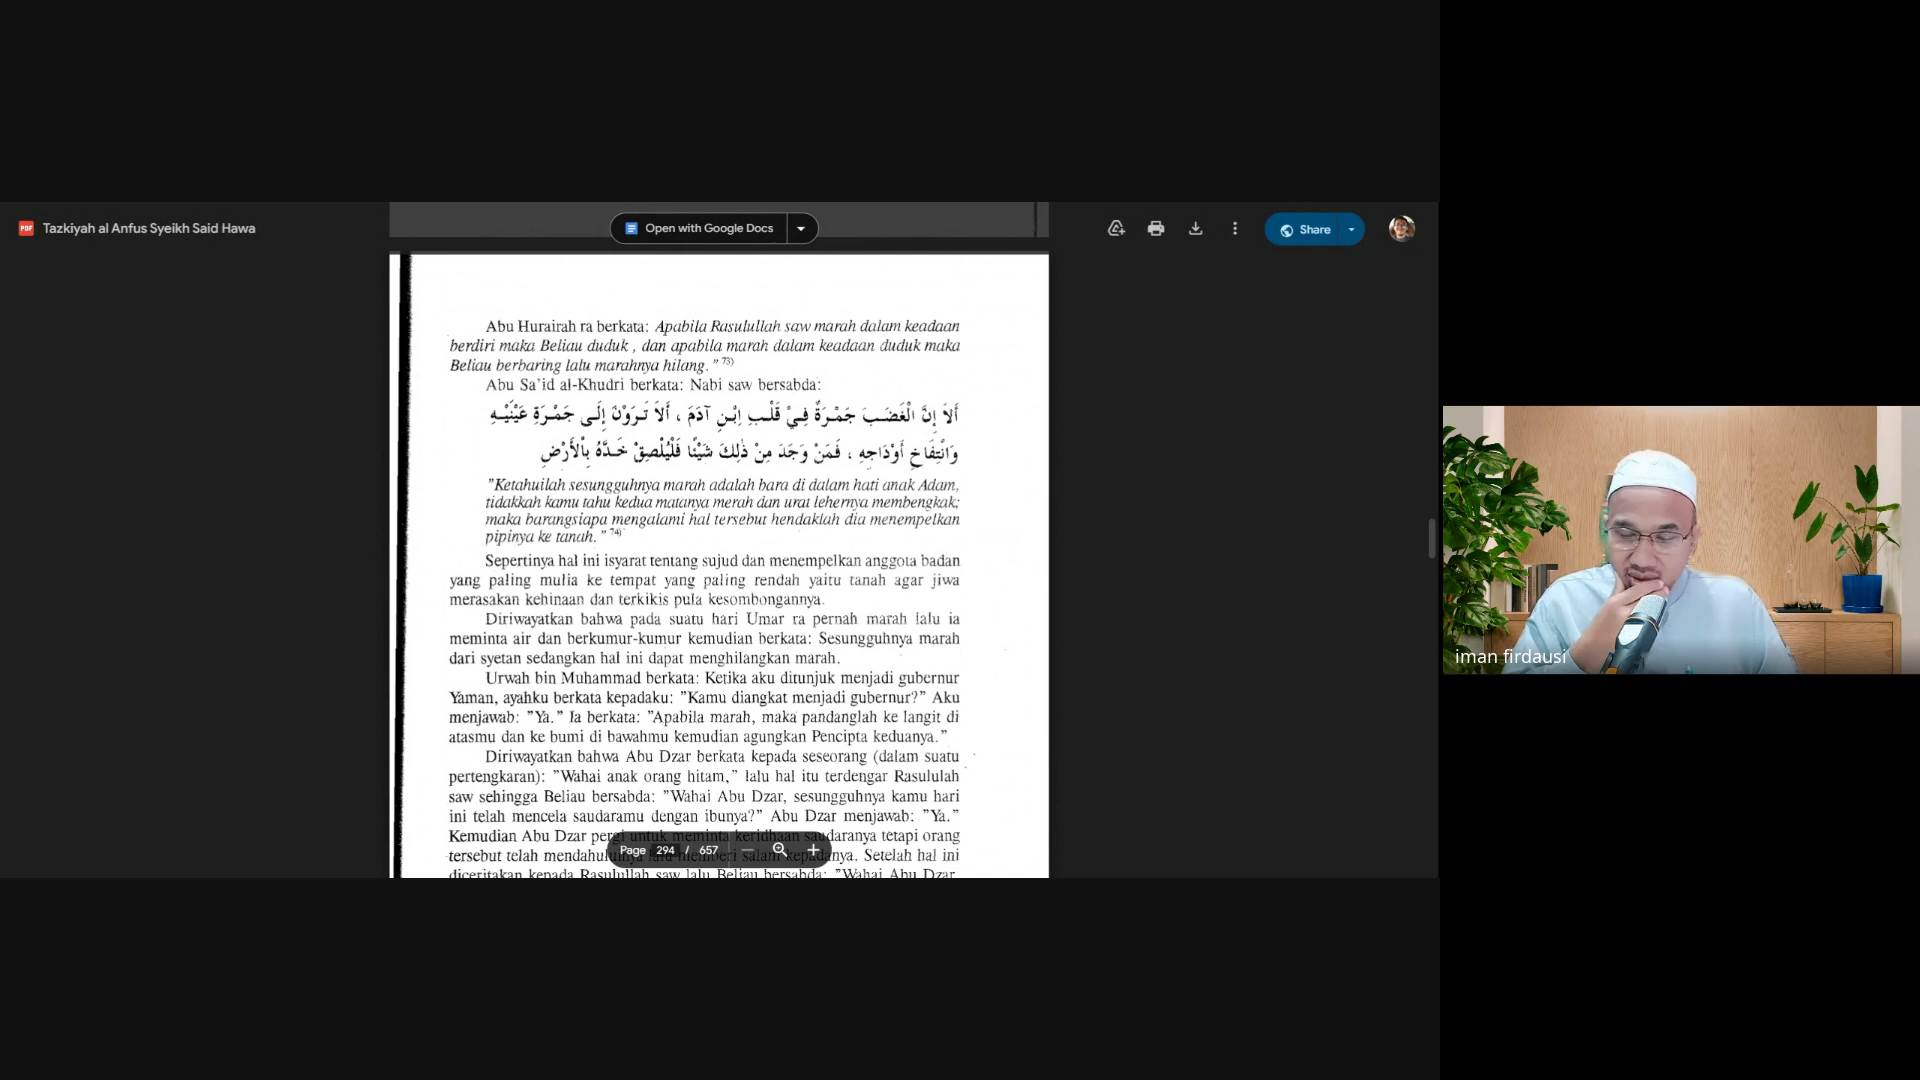 Tazkiyah al Anfus Syeikh Said Hawa
Open with Google Docs
Share
Abu Hurairah ra berkata: Apabila Rasulullah saw marah dalam keadaan
berdiri maka Beliau duduk , dan apabila marah dalam keadaan duduk maka
Beliau berbaring lalu marahnya hilang." 73)
Abu Sa'id al-Khudri berkata: Nabi saw bersabda:
أَلاَ إِنَّ الْغَضَبَ جَمْرَةٌ فِيْ قَلْبِ اِبْنِ آدَمَ ، أَلاَ تَرَوْنَ إِلَى جَمْرَةِ عَيْنَيْهِ
وَانْتِفَاخِ أَوْدَاجِهِ ، فَمَنْ وَجَدَ مِنْ ذٰلِكَ شَيْئًا فَلْيُلْصِقْ خَدَّهُ بِاْلأَرْضِ
"Ketahuilah sesungguhnya marah adalah bara di dalam hati anak Adam,
tidakkah kamu tahu kedua matanya merah dan urat lehernya membengkak;
maka barangsiapa mengalami hal tersebut hendaklah dia menempelkan
pipinya ke tanah." 74)
Sepertinya hal ini isyarat tentang sujud dan menempelkan anggota badan
yang paling mulia ke tempat yang paling rendah yaitu tanah agar jiwa
merasakan kehinaan dan terkikis pula kesombongannya.
Diriwayatkan bahwa pada suatu hari Umar ra pernah marah lalu ia
meminta air dan berkumur-kumur kemudian berkata: Sesungguhnya marah
dari syetan sedangkan hal ini dapat menghilangkan marah.
Urwah bin Muhammad berkata: Ketika aku ditunjuk menjadi gubernur
Yaman, ayahku berkata kepadaku: "Kamu diangkat menjadi gubernur?" Aku
menjawab: "Ya." Ia berkata: "Apabila marah, maka pandanglah ke langit di
atasmu dan ke bumi di bawahmu kemudian agungkan Pencipta keduanya."
Diriwayatkan bahwa Abu Dzar berkata kepada seseorang (dalam suatu
pertengkaran): "Wahai anak orang hitam," lalu hal itu terdengar Rasululah
saw sehingga Beliau bersabda: "Wahai Abu Dzar, sesungguhnya kamu hari
ini telah mencela saudaramu dengan ibunya?" Abu Dzar menjawab: "Ya."
Kemudian Abu Dzar pergi untuk meminta keridhaan saudaranya tetapi orang
tersebut telah mendahuluinya lalu memberi salam kepadanya. Setelah hal ini
diceritakan kepada Rasulullah saw lalu Beliau bersabda: "Wahai Abu Dzar,
Page 294 / 657
iman firdausi